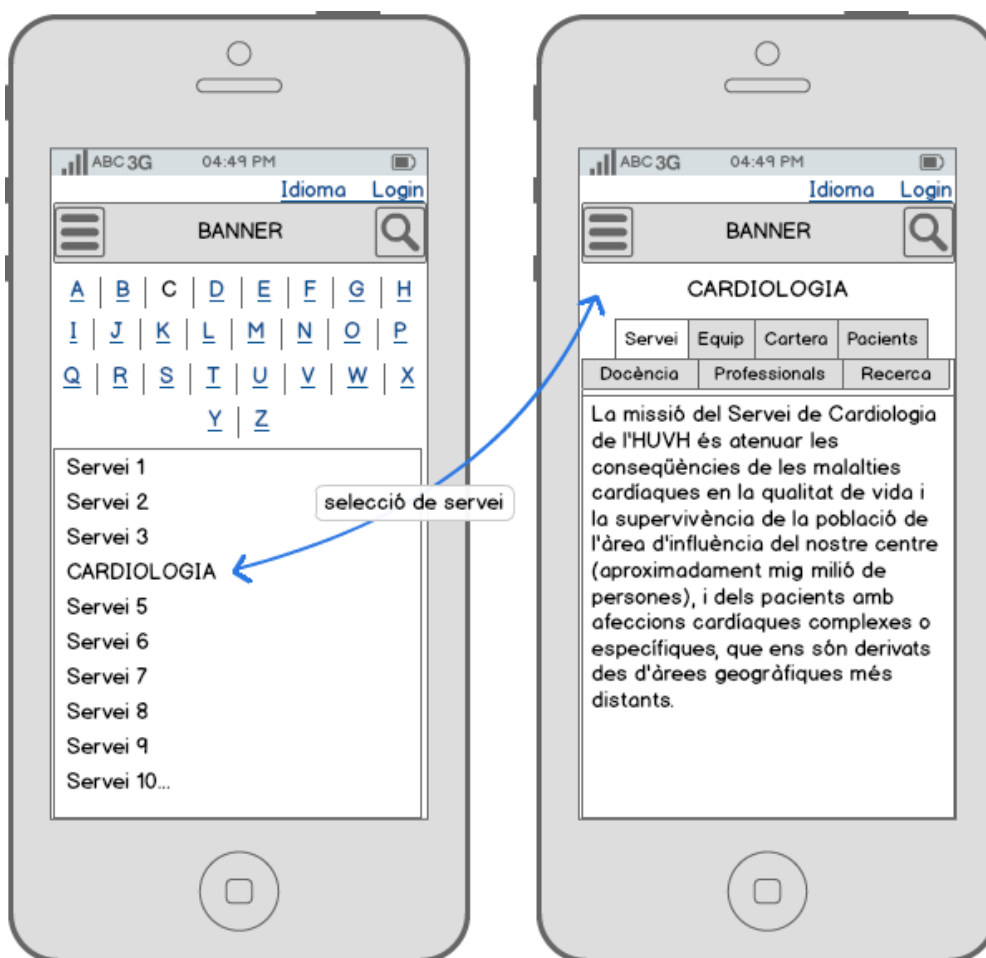 ABC 3G 04:49 PM
Idioma Login
BANNER
A B C D E F G H
I J K L M N O P
Q R S T U V W X
Y Z
Servei 1
Servei 2
Servei 3
CARDIOLOGIA
Servei 5
Servei 6
Servei 7
Servei 8
Servei 9
Servei 10...
selecció de servei
ABC 3G 04:49 PM
Idioma Login
BANNER
CARDIOLOGIA
Servei Equip Cartera Pacients
Docència Professionals Recerca
La missió del Servei de Cardiologia
de l'HUVH és atenuar les
conseqüències de les malalties
cardíaques en la qualitat de vida i
la supervivència de la població de
l'àrea d'influència del nostre centre
(aproximadament mig milió de
persones), i dels pacients amb
afeccions cardíaques complexes o
específiques, que ens són derivats
des d'àrees geogràfiques més
distants.